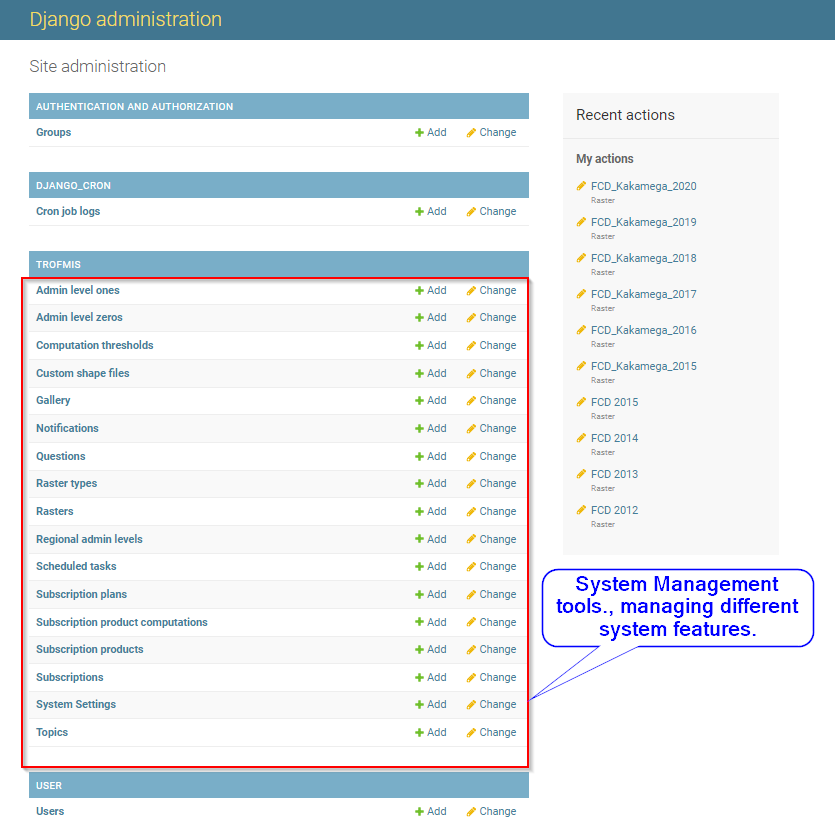 Django administration
Site administration
AUTHENTICATION AND AUTHORIZATION
Groups Add Change
DJANGO_CRON
Cron job logs Add Change
TROFMIS
Admin level ones Add Change
Admin level zeros Add Change
Computation thresholds Add Change
Custom shape files Add Change
Gallery Add Change
Notifications Add Change
Questions Add Change
Raster types Add Change
Rasters Add Change
Regional admin levels Add Change
Scheduled tasks Add Change
Subscription plans Add Change
Subscription product computations Add Change
Subscription products Add Change
Subscriptions Add Change
System Settings Add Change
Topics Add Change
USER
Users Add Change
Recent actions
My actions
FCD_Kakamega_2020
Raster
FCD_Kakamega_2019
Raster
FCD_Kakamega_2018
Raster
FCD_Kakamega_2017
Raster
FCD_Kakamega_2016
Raster
FCD_Kakamega_2015
Raster
FCD 2015
Raster
FCD 2014
Raster
FCD 2013
Raster
FCD 2012
Raster
System Management
tools., managing different
system features.